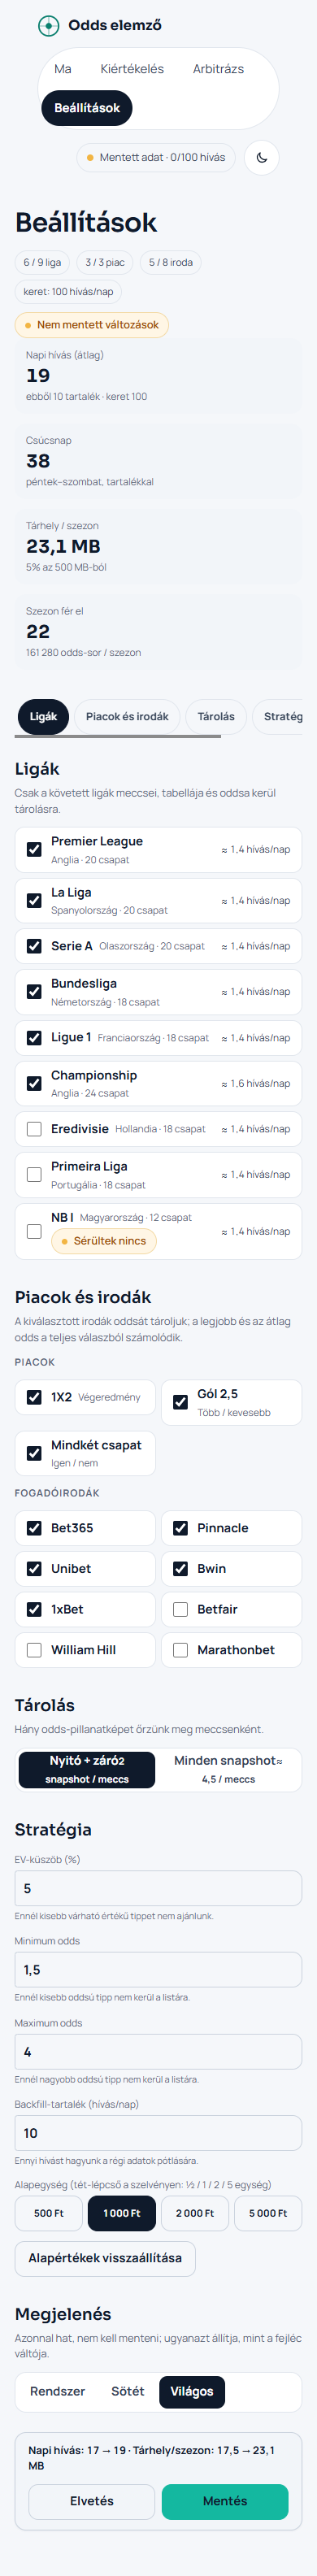 Odds elemző
Ma Kiértékelés Arbitrázs
Beállítások
Mentett adat · 0/100 hívás
Beállítások
6 / 9 liga 3 / 3 piac 5 / 8 iroda
keret: 100 hívás/nap
Nem mentett változások
Napi hívás (átlag)
19
ebből 10 tartalék · keret 100
Csúcsnap
38
péntek–szombat, tartalékkal
Tárhely / szezon
23,1 MB
5% az 500 MB-ból
Szezon fér el
22
161 280 odds-sor / szezon
Ligák Piacok és irodák Tárolás Stratég
Ligák
Csak a követett ligák meccsei, tabellája és oddsa kerül
tárolásra.
Premier League
Anglia · 20 csapat
≈ 1,4 hívás/nap
La Liga
Spanyolország · 20 csapat
≈ 1,4 hívás/nap
Serie A Olaszország · 20 csapat ≈ 1,4 hívás/nap
Bundesliga
Németország · 18 csapat
≈ 1,4 hívás/nap
Ligue 1 Franciaország · 18 csapat ≈ 1,4 hívás/nap
Championship
Anglia · 24 csapat
≈ 1,6 hívás/nap
Eredivisie Hollandia · 18 csapat ≈ 1,4 hívás/nap
Primeira Liga
Portugália · 18 csapat
≈ 1,4 hívás/nap
NB I Magyarország · 12 csapat
Sérültek nincs
≈ 1,4 hívás/nap
Piacok és irodák
A kiválasztott irodák oddsát tároljuk; a legjobb és az átlag
odds a teljes válaszból számolódik.
PIACOK
1X2 Végeredmény
Gól 2,5
Több / kevesebb
Mindkét csapat
Igen / nem
FOGADÓIRODÁK
Bet365 Pinnacle
Unibet Bwin
1xBet Betfair
William Hill Marathonbet
Tárolás
Hány odds-pillanatképet őrzünk meg meccsenként.
Nyitó + záró2
snapshot / meccs
Minden snapshot≈
4,5 / meccs
Stratégia
EV-küszöb (%)
5
Ennél kisebb várható értékű tippet nem ajánlunk.
Minimum odds
1,5
Ennél kisebb oddsú tipp nem kerül a listára.
Maximum odds
4
Ennél nagyobb oddsú tipp nem kerül a listára.
Backfill-tartalék (hívás/nap)
10
Ennyi hívást hagyunk a régi adatok pótlására.
Alapegység (tét-lépcső a szelvényen: ½ / 1 / 2 / 5 egység)
500 Ft 1 000 Ft 2 000 Ft 5 000 Ft
Alapértékek visszaállítása
Megjelenés
Azonnal hat, nem kell menteni; ugyanazt állítja, mint a fejléc
váltója.
Rendszer Sötét Világos
Napi hívás: 17 → 19 · Tárhely/szezon: 17,5 → 23,1
MB
Elvetés Mentés